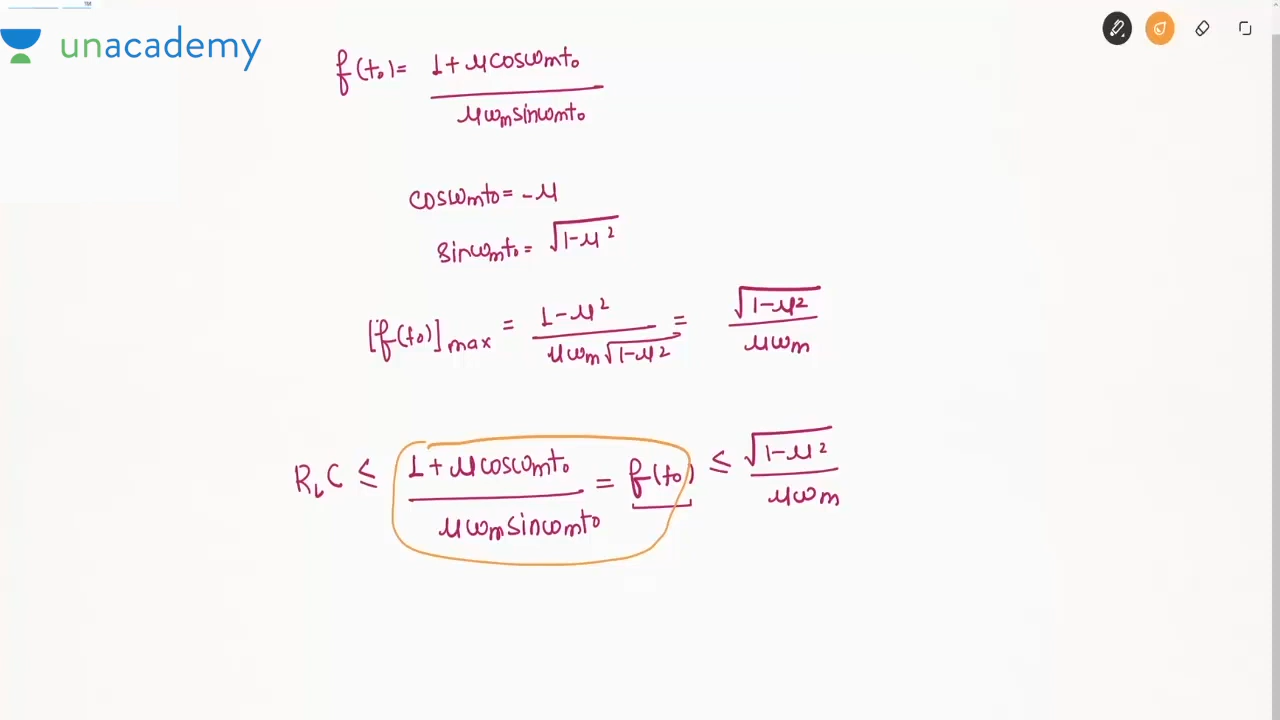 unacademy
f(t₀) = 1 + μcosωmt₀ / μωmsinωmt₀
cosωmt₀ = -μ
sinωmt₀ = √(1-μ²)
[f(t₀)]max = 1-μ² / μωm√(1-μ²) = √(1-μ²) / μωm
RLC ≤ 1 + μcosωmt₀ / μωmsinωmt₀ = f(t₀) ≤ √(1-μ²) / μωm